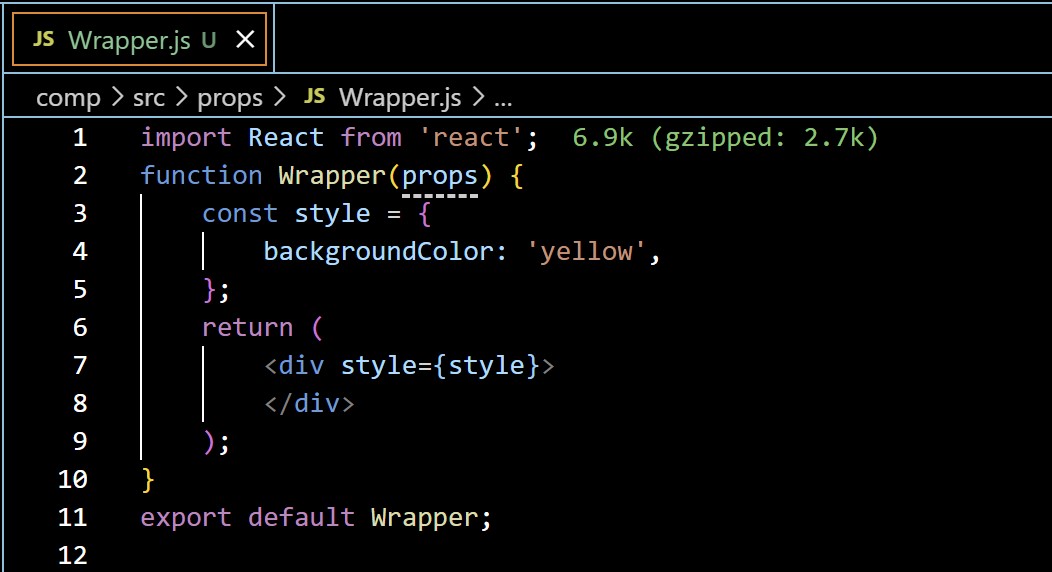 JS Wrapper.js U
comp > src > props > JS Wrapper.js > ...
1 import React from 'react'; 6.9k (gzipped: 2.7k)
2 function Wrapper(props) {
3     const style = {
4         backgroundColor: 'yellow',
5     };
6     return (
7         <div style={style}>
8         </div>
9     );
10 }
11 export default Wrapper;
12